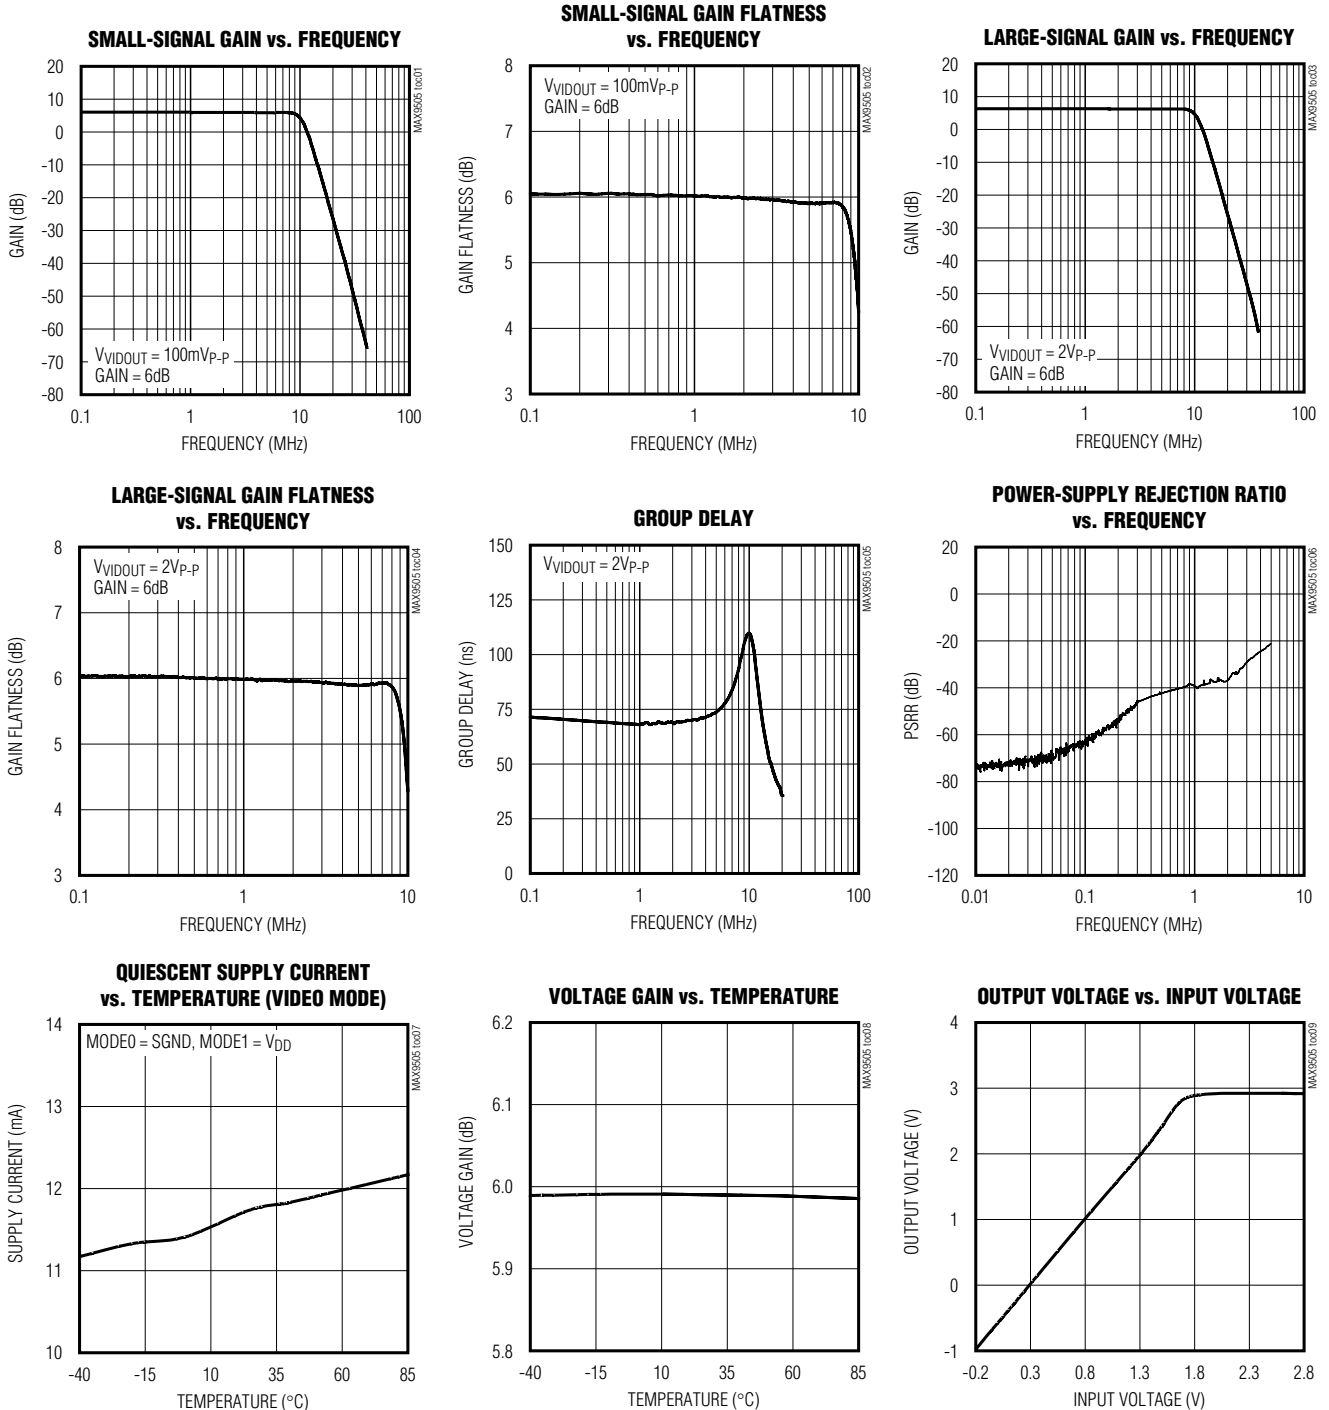 SMALL-SIGNAL GAIN vs. FREQUENCY
20
10
0
-10
-20
-30
-40
-50
-60
-70
-80
GAIN (dB)
VVIDOUT = 100mVP-P
GAIN = 6dB
0.1 1 10 100
FREQUENCY (MHz)
MAX9505 toc01
SMALL-SIGNAL GAIN FLATNESS
vs. FREQUENCY
8
7
6
5
4
3
GAIN FLATNESS (dB)
VVIDOUT = 100mVP-P
GAIN = 6dB
0.1 1 10
FREQUENCY (MHz)
MAX9505 toc02
LARGE-SIGNAL GAIN vs. FREQUENCY
20
10
0
-10
-20
-30
-40
-50
-60
-70
-80
GAIN (dB)
VVIDOUT = 2VP-P
GAIN = 6dB
0.1 1 10 100
FREQUENCY (MHz)
MAX9505 toc03
LARGE-SIGNAL GAIN FLATNESS
vs. FREQUENCY
8
7
6
5
4
3
GAIN FLATNESS (dB)
VVIDOUT = 2VP-P
GAIN = 6dB
0.1 1 10
FREQUENCY (MHz)
MAX9505 toc04
GROUP DELAY
150
125
100
75
50
25
0
GROUP DELAY (ns)
VVIDOUT = 2VP-P
0.1 1 10 100
FREQUENCY (MHz)
MAX9505 toc05
POWER-SUPPLY REJECTION RATIO
vs. FREQUENCY
20
0
-20
-40
-60
-80
-100
-120
PSRR (dB)
0.01 0.1 1 10
FREQUENCY (MHz)
MAX9505 toc06
QUIESCENT SUPPLY CURRENT
vs. TEMPERATURE (VIDEO MODE)
14
13
12
11
10
SUPPLY CURRENT (mA)
MODE0 = SGND, MODE1 = VDD
-40 -15 10 35 60 85
TEMPERATURE (°C)
MAX9505 toc07
VOLTAGE GAIN vs. TEMPERATURE
6.2
6.1
6.0
5.9
5.8
VOLTAGE GAIN (dB)
-40 -15 10 35 60 85
TEMPERATURE (°C)
MAX9505 toc08
OUTPUT VOLTAGE vs. INPUT VOLTAGE
4
3
2
1
0
-1
OUTPUT VOLTAGE (V)
-0.2 0.3 0.8 1.3 1.8 2.3 2.8
INPUT VOLTAGE (V)
MAX9505 toc09